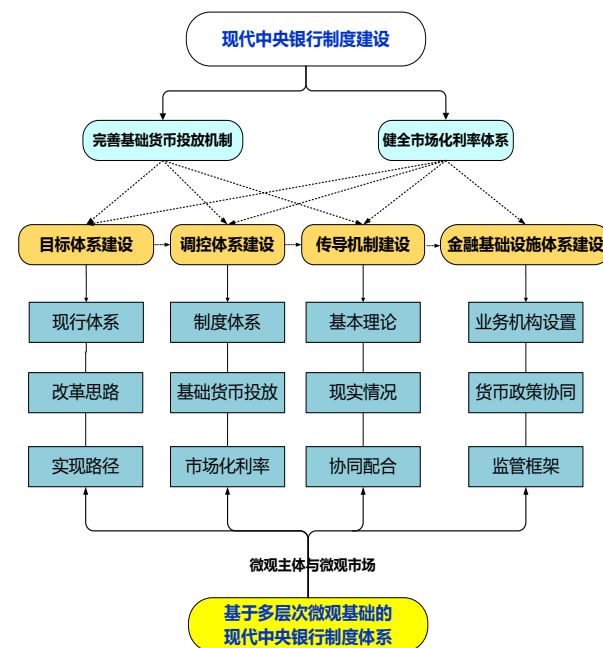 现代中央银行制度建设
完善基础货币投放机制
健全市场化利率体系
目标体系建设
调控体系建设
传导机制建设
金融基础设施体系建设
现行体系
制度体系
基本理论
业务机构设置
改革思路
基础货币投放
现实情况
货币政策协同
实现路径
市场化利率
协同配合
监管框架
微观主体与微观市场
基于多层次微观基础的
现代中央银行制度体系